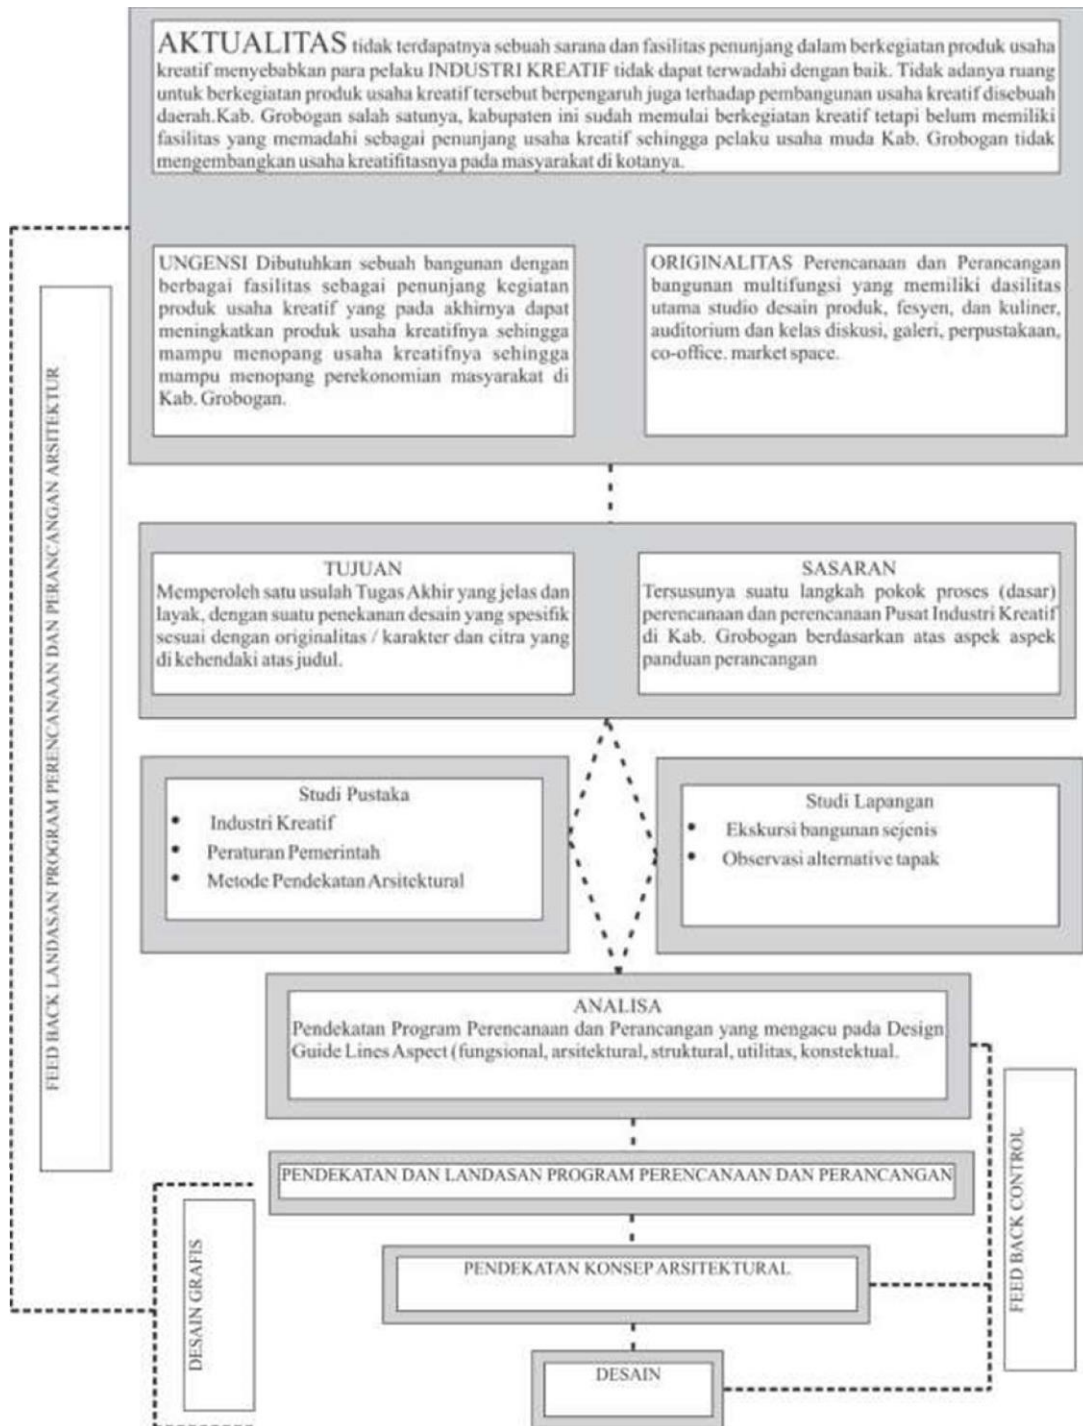 AKTUALITAS tidak terdapatnya sebuah sarana dan fasilitas penunjang dalam berkegiatan produk usaha
kreatif menyebabkan para pelaku INDUSTRI KREATIF tidak dapat terwadahi dengan baik. Tidak adanya ruang
untuk berkegiatan produk usaha kreatif tersebut berpengaruh juga terhadap pembangunan usaha kreatif disebuah
daerah.Kab. Grobogan salah satunya, kabupaten ini sudah memulai berkegiatan kreatif tetapi belum memiliki
fasilitas yang memadahi sebagai penunjang usaha kreatif sehingga pelaku usaha muda Kab. Grobogan tidak
mengembangkan usaha kreatifitasnya pada masyarakat di kotanya.
UNGENSI Dibutuhkan sebuah bangunan dengan
berbagai fasilitas sebagai penunjang kegiatan
produk usaha kreatif yang pada akhirnya dapat
meningkatkan produk usaha kreatifnya sehingga
mampu menopang usaha kreatifnya sehingga
mampu menopang perekonomian masyarakat di
Kab. Grobogan.
ORIGINALITAS Perencanaan dan Perancangan
bangunan multifungsi yang memiliki dasilitas
utama studio desain produk, fesyen, dan kuliner,
auditorium dan kelas diskusi, galeri, perpustakaan,
co-office. market space.
FEED BACK LANDASAN PROGRAM PERENCANAAN DAN PERANCANGAN ARSITEKTUR
TUJUAN
Memperoleh satu usulah Tugas Akhir yang jelas dan
layak, dengan suatu penekanan desain yang spesifik
sesuai dengan originalitas / karakter dan citra yang
di kehendaki atas judul.
SASARAN
Tersusunya suatu langkah pokok proses (dasar)
perencanaan dan perencanaan Pusat Industri Kreatif
di Kab. Grobogan berdasarkan atas aspek aspek
panduan perancangan
Studi Pustaka
• Industri Kreatif
• Peraturan Pemerintah
• Metode Pendekatan Arsitektural
Studi Lapangan
• Ekskursi bangunan sejenis
• Observasi alternative tapak
ANALISA
Pendekatan Program Perencanaan dan Perancangan yang mengacu pada Design
Guide Lines Aspect (fungsional, arsitektural, struktural, utilitas, konstektual.
PENDEKATAN DAN LANDASAN PROGRAM PERENCANAAN DAN PERANCANGAN
PENDEKATAN KONSEP ARSITEKTURAL
DESAIN
DESAIN GRAFIS
FEED BACK CONTROL